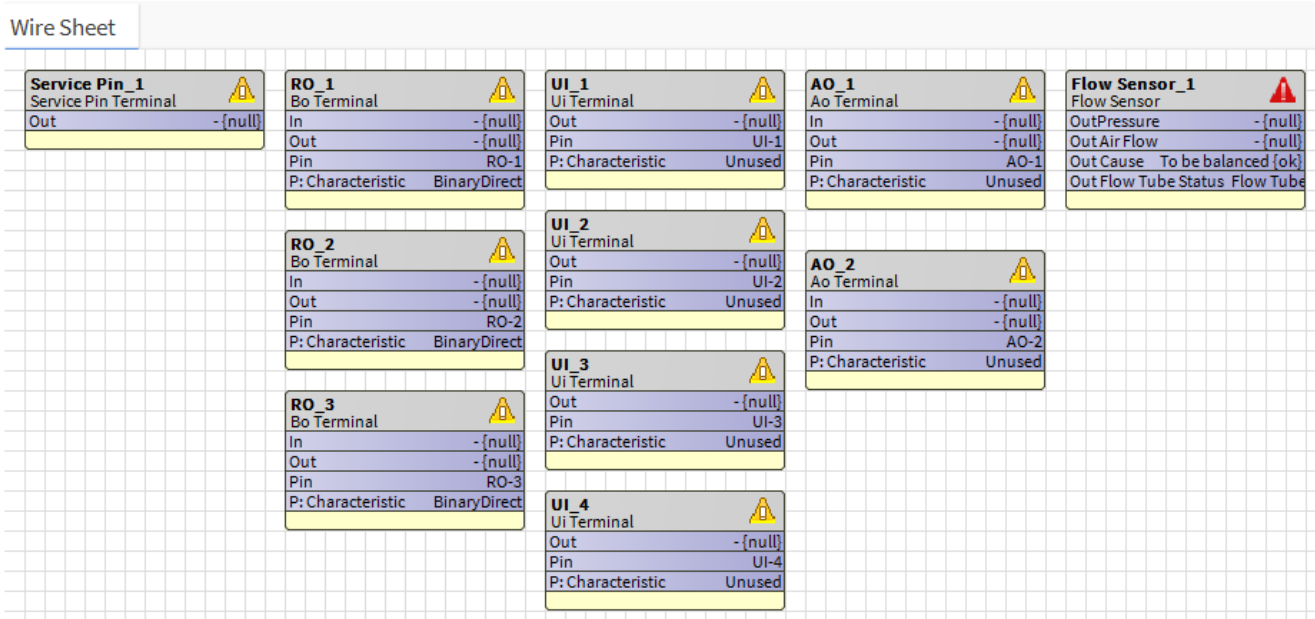 Wire Sheet
Service Pin_1
Service Pin Terminal
Out - {null}
RO_1
Bo Terminal
In - {null}
Out - {null}
Pin RO-1
P: Characteristic BinaryDirect
RO_2
Bo Terminal
In - {null}
Out - {null}
Pin RO-2
P: Characteristic BinaryDirect
RO_3
Bo Terminal
In - {null}
Out - {null}
Pin RO-3
P: Characteristic BinaryDirect
UI_1
Ui Terminal
Out - {null}
Pin UI-1
P: Characteristic Unused
UI_2
Ui Terminal
Out - {null}
Pin UI-2
P: Characteristic Unused
UI_3
Ui Terminal
Out - {null}
Pin UI-3
P: Characteristic Unused
UI_4
Ui Terminal
Out - {null}
Pin UI-4
P: Characteristic Unused
AO_1
Ao Terminal
In - {null}
Out - {null}
Pin AO-1
P: Characteristic Unused
AO_2
Ao Terminal
In - {null}
Out - {null}
Pin AO-2
P: Characteristic Unused
Flow Sensor_1
Flow Sensor
OutPressure - {null}
Out Air Flow - {null}
Out Cause To be balanced {ok}
Out Flow Tube Status Flow Tube